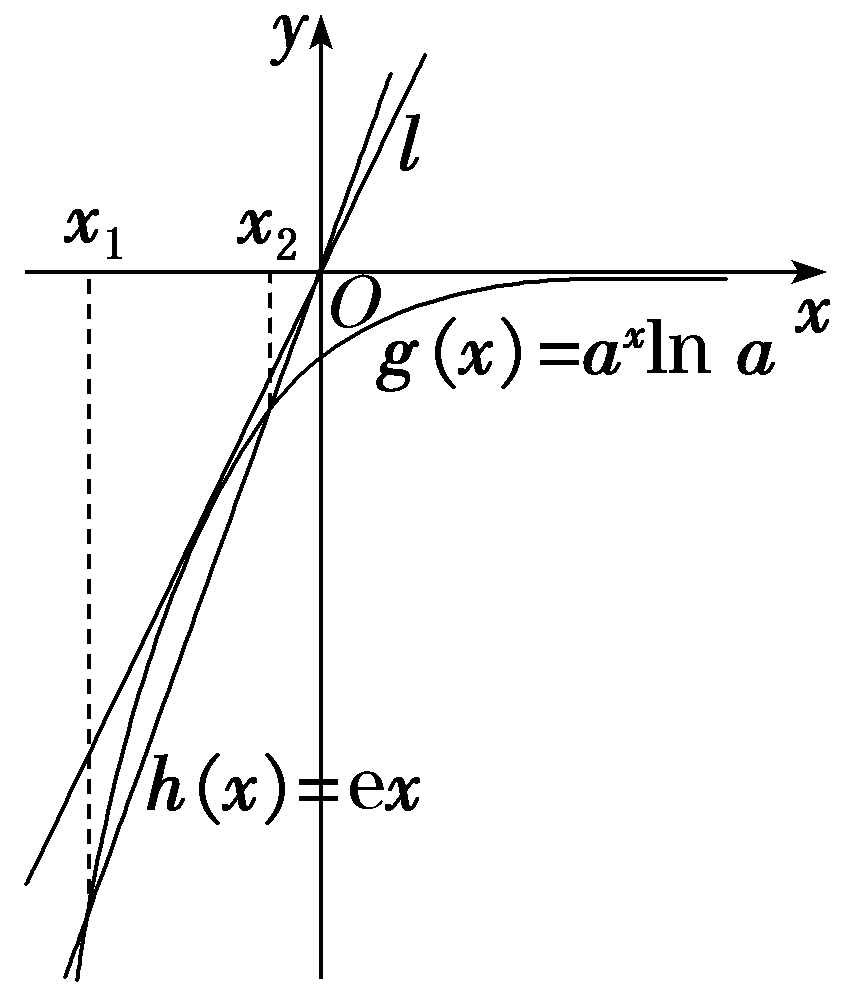 y
l
x₁ x₂
O
x
g(x)=aˣln a
h(x)=ex